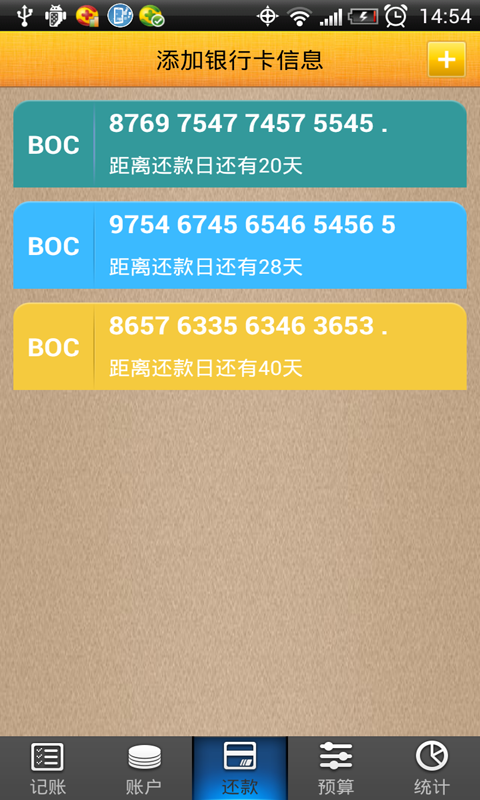 14:54
添加银行卡信息
BOC
8769 7547 7457 5545 .
距离还款日还有20天
BOC
9754 6745 6546 5456 5
距离还款日还有28天
BOC
8657 6335 6346 3653 .
距离还款日还有40天
记账
账户
还款
预算
统计